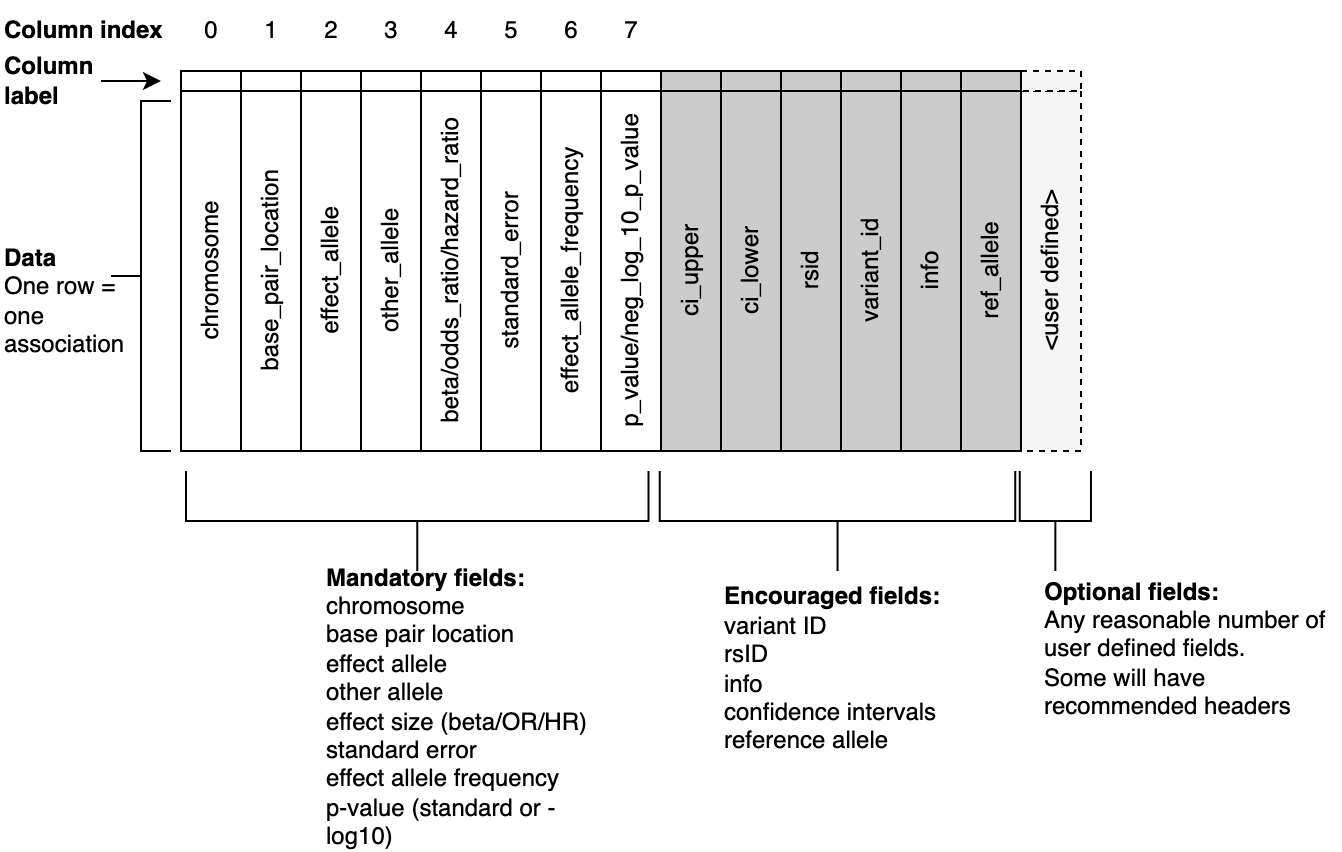 Column index 0 1 2 3 4 5 6 7
Column
label
Data
One row =
one
association
chromosome
base_pair_location
effect_allele
other_allele
beta/odds_ratio/hazard_ratio
standard_error
effect_allele_frequency
p_value/neg_log_10_p_value
ci_upper
ci_lower
rsid
variant_id
info
ref_allele
<user defined>
Mandatory fields:
chromosome
base pair location
effect allele
other allele
effect size (beta/OR/HR)
standard error
effect allele frequency
p-value (standard or -
log10)
Encouraged fields:
variant ID
rsID
info
confidence intervals
reference allele
Optional fields:
Any reasonable number of
user defined fields.
Some will have
recommended headers